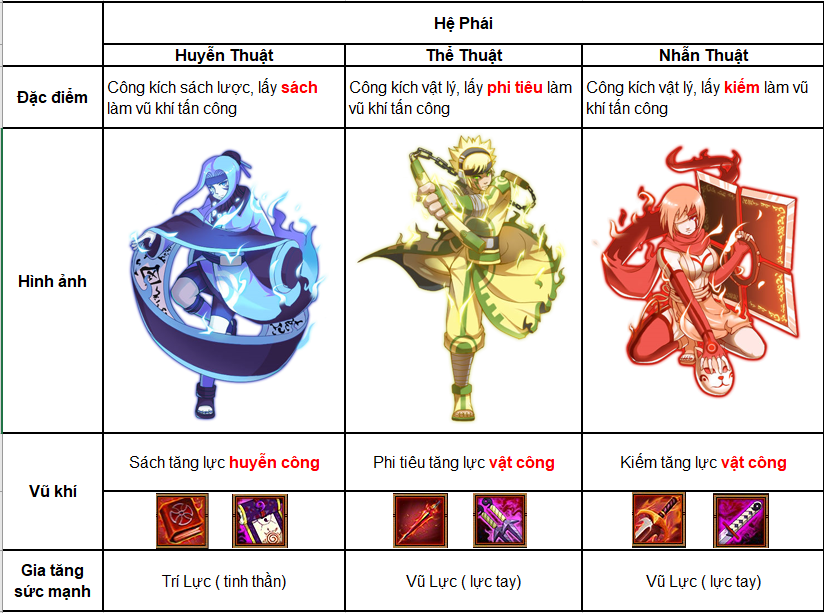 Hệ Phái
Huyễn Thuật
Thể Thuật
Nhẫn Thuật
Đặc điểm
Công kích sách lược, lấy sách
làm vũ khí tấn công
Công kích vật lý, lấy phi tiêu làm
vũ khí tấn công
Công kích vật lý, lấy kiếm làm vũ
khí tấn công
Hình ảnh
Vũ khí
Sách tăng lực huyễn công
Phi tiêu tăng lực vật công
Kiếm tăng lực vật công
Gia tăng
sức mạnh
Trí Lực ( tinh thần)
Vũ Lực ( lực tay)
Vũ Lực ( lực tay)